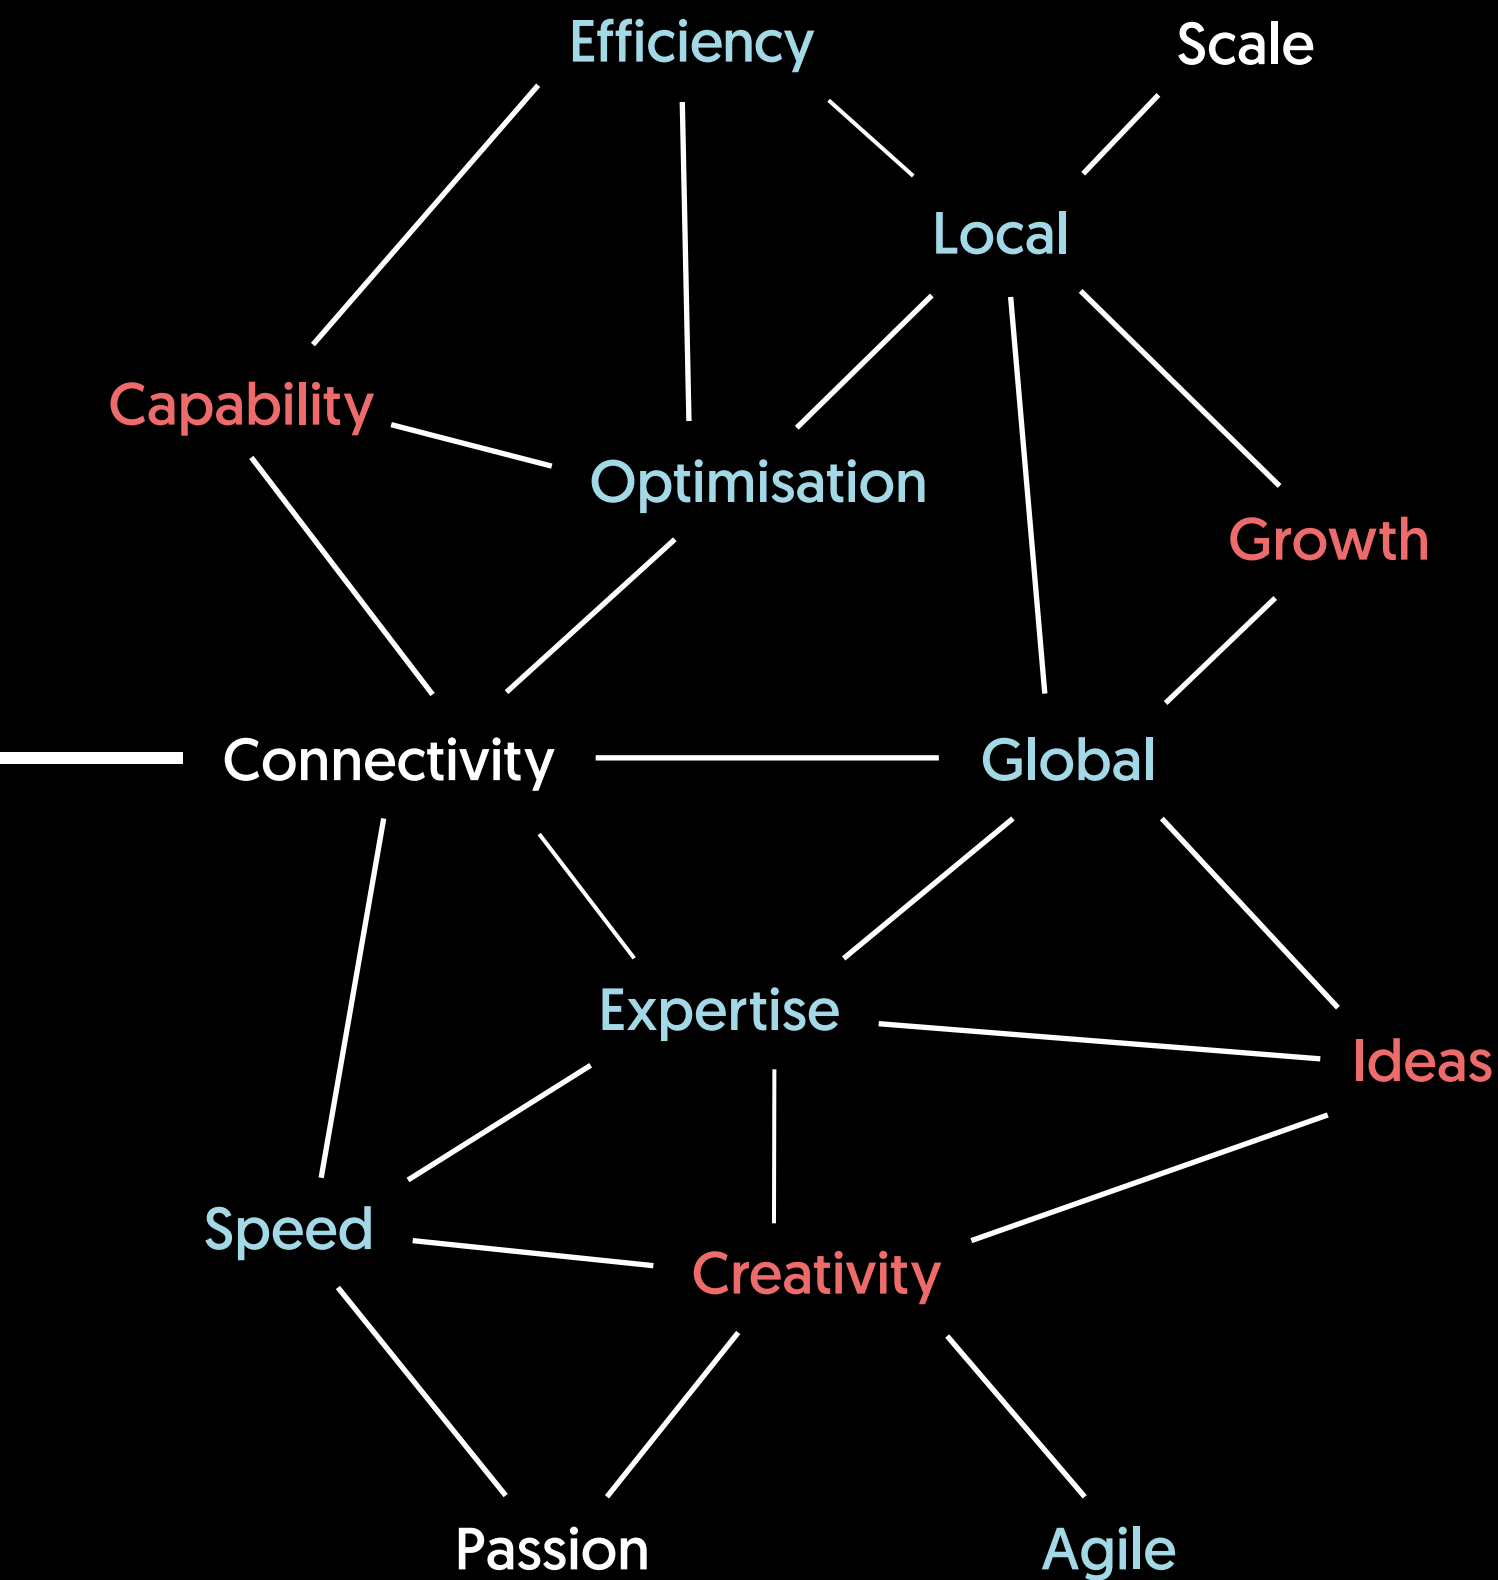 Efficiency
Scale
Local
Capability
Optimisation
Growth
Connectivity
Global
Expertise
Ideas
Speed
Creativity
Passion
Agile